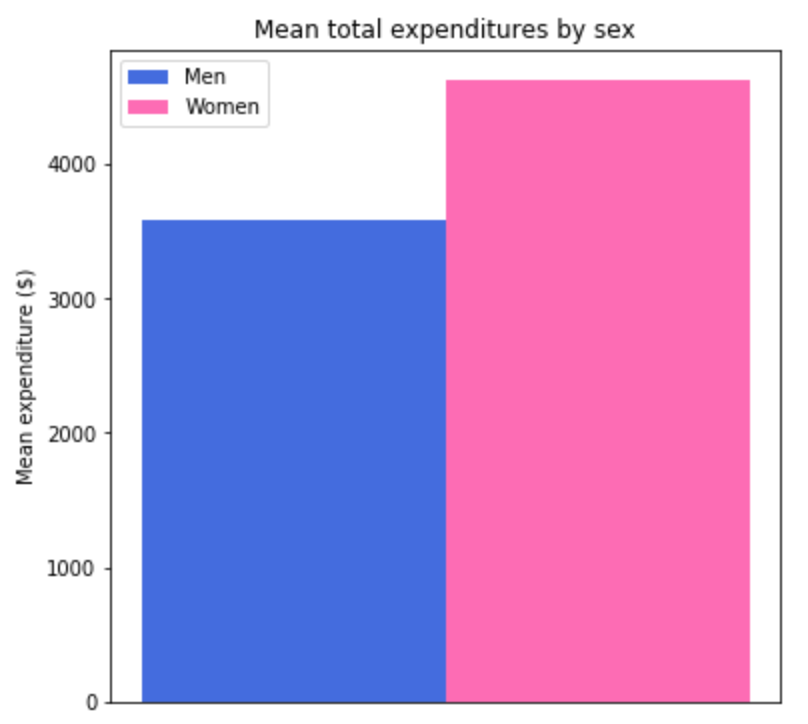 Mean total expenditures by sex
Men
Women
4000
3000
2000
1000
0
Mean expenditure ($)